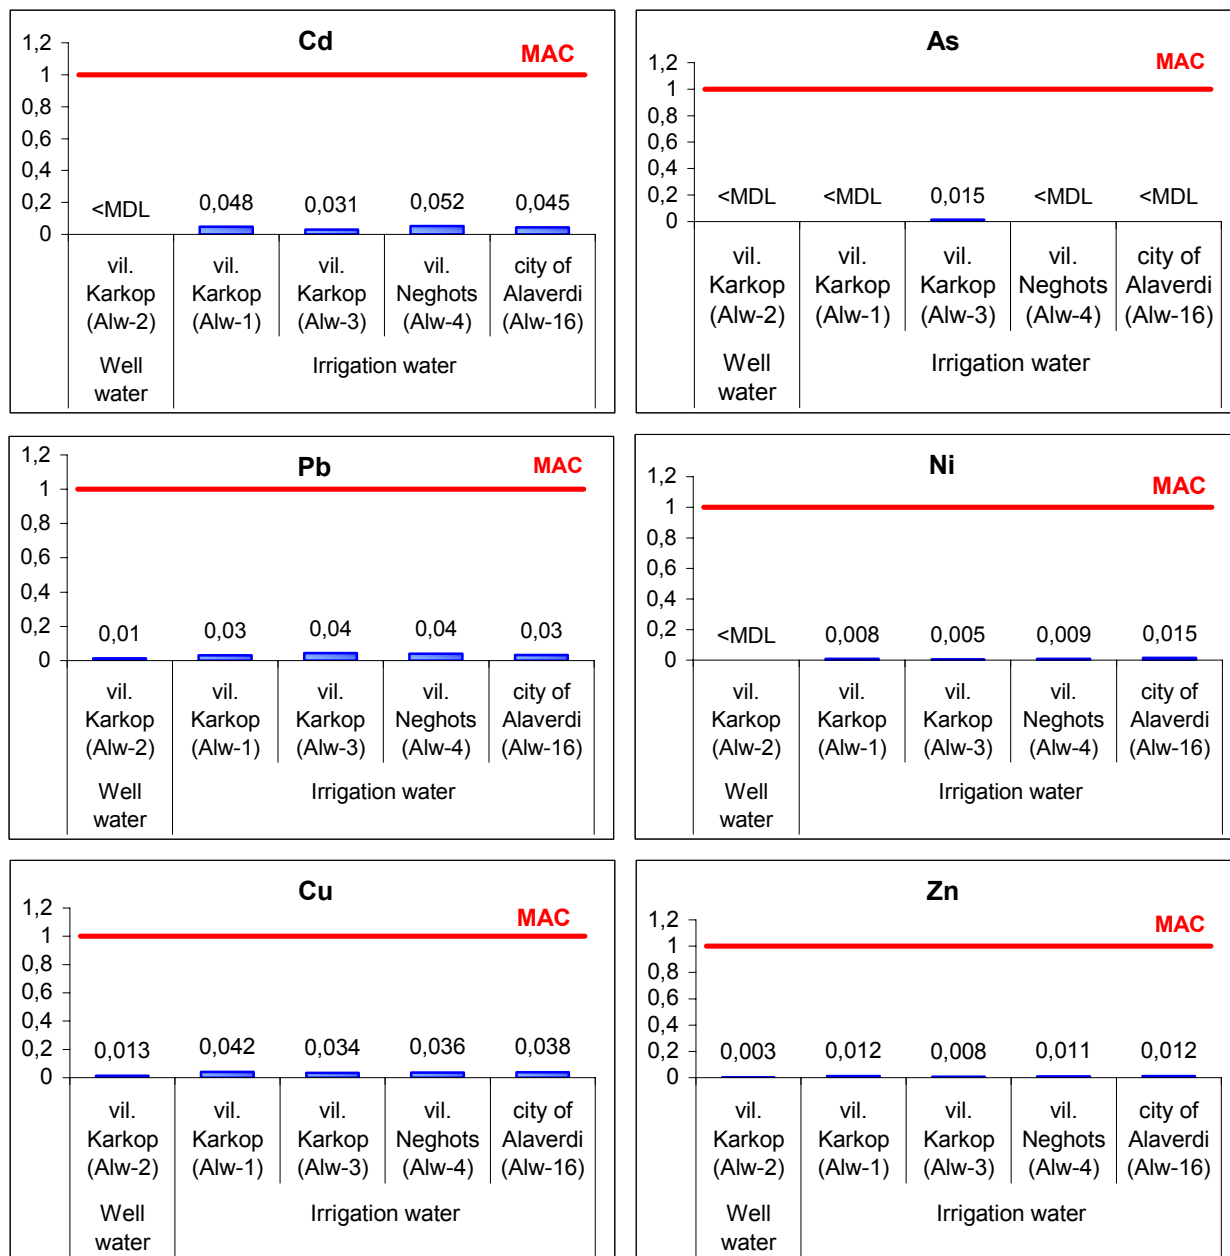 Cd
MAC
1,2
1
0,8
0,6
0,4
0,2
0
<MDL 0,048 0,031 0,052 0,045
vil. vil. vil. vil. city of
Karkop Karkop Karkop Neghots Alaverdi
(Alw-2) (Alw-1) (Alw-3) (Alw-4) (Alw-16)
Well Irrigation water
water
As
MAC
1,2
1
0,8
0,6
0,4
0,2
0
<MDL <MDL 0,015 <MDL <MDL
vil. vil. vil. vil. city of
Karkop Karkop Karkop Neghots Alaverdi
(Alw-2) (Alw-1) (Alw-3) (Alw-4) (Alw-16)
Well Irrigation water
water
Pb
MAC
1,2
1
0,8
0,6
0,4
0,2
0
0,01 0,03 0,04 0,04 0,03
vil. vil. vil. vil. city of
Karkop Karkop Karkop Neghots Alaverdi
(Alw-2) (Alw-1) (Alw-3) (Alw-4) (Alw-16)
Well Irrigation water
water
Ni
MAC
1,2
1
0,8
0,6
0,4
0,2
0
<MDL 0,008 0,005 0,009 0,015
vil. vil. vil. vil. city of
Karkop Karkop Karkop Neghots Alaverdi
(Alw-2) (Alw-1) (Alw-3) (Alw-4) (Alw-16)
Well Irrigation water
water
Cu
MAC
1,2
1
0,8
0,6
0,4
0,2
0
0,013 0,042 0,034 0,036 0,038
vil. vil. vil. vil. city of
Karkop Karkop Karkop Neghots Alaverdi
(Alw-2) (Alw-1) (Alw-3) (Alw-4) (Alw-16)
Well Irrigation water
water
Zn
MAC
1,2
1
0,8
0,6
0,4
0,2
0
0,003 0,012 0,008 0,011 0,012
vil. vil. vil. vil. city of
Karkop Karkop Karkop Neghots Alaverdi
(Alw-2) (Alw-1) (Alw-3) (Alw-4) (Alw-16)
Well Irrigation water
water